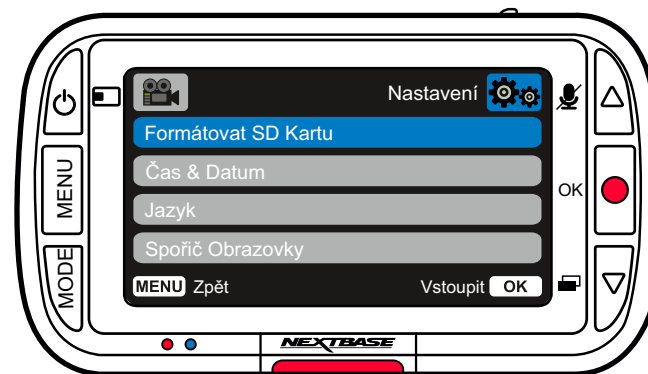 Nastavení
Formátovat SD Kartu
Čas & Datum
Jazyk
Spořič Obrazovky
MENU Zpět
Vstoupit OK
MENU
MODE
OK
NEXTBASE